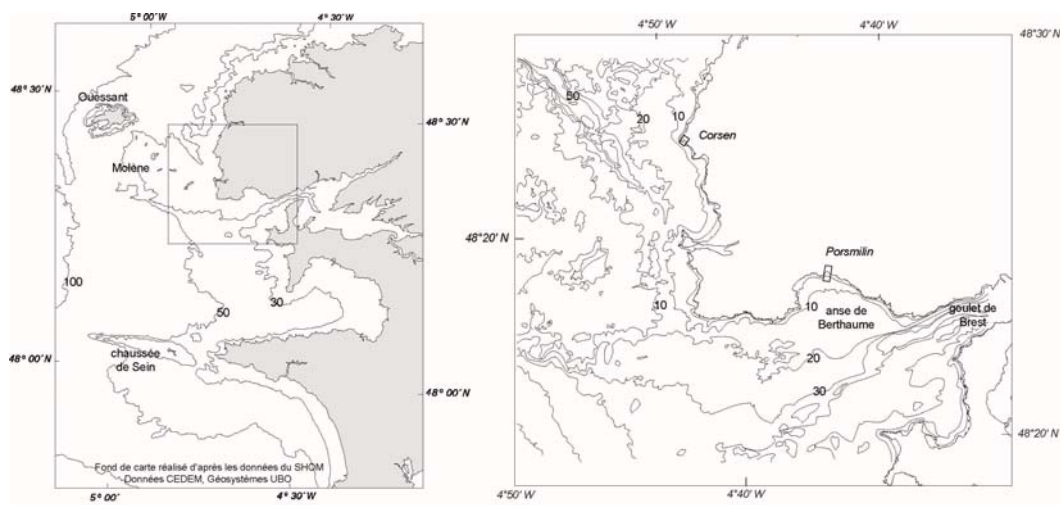 5° 00'W
4° 30'W
48° 30'N
Ouessant
48° 30'N
Molène
100
50
30
48° 00'N
chaussée
de Sein
48° 00'N
Fond de carte réalisé d'après les données du SHOM
Données CEDEM, Géosystèmes UBO
5° 00'
4° 30'W
4°50' W
4°40' W
48°30' N
50
20
10
Corsen
48°20' N
Porsmilin
10
10
anse de
Berthaume
goulet de
Brest
20
30
48°20' N
4°50' W
4°40' W